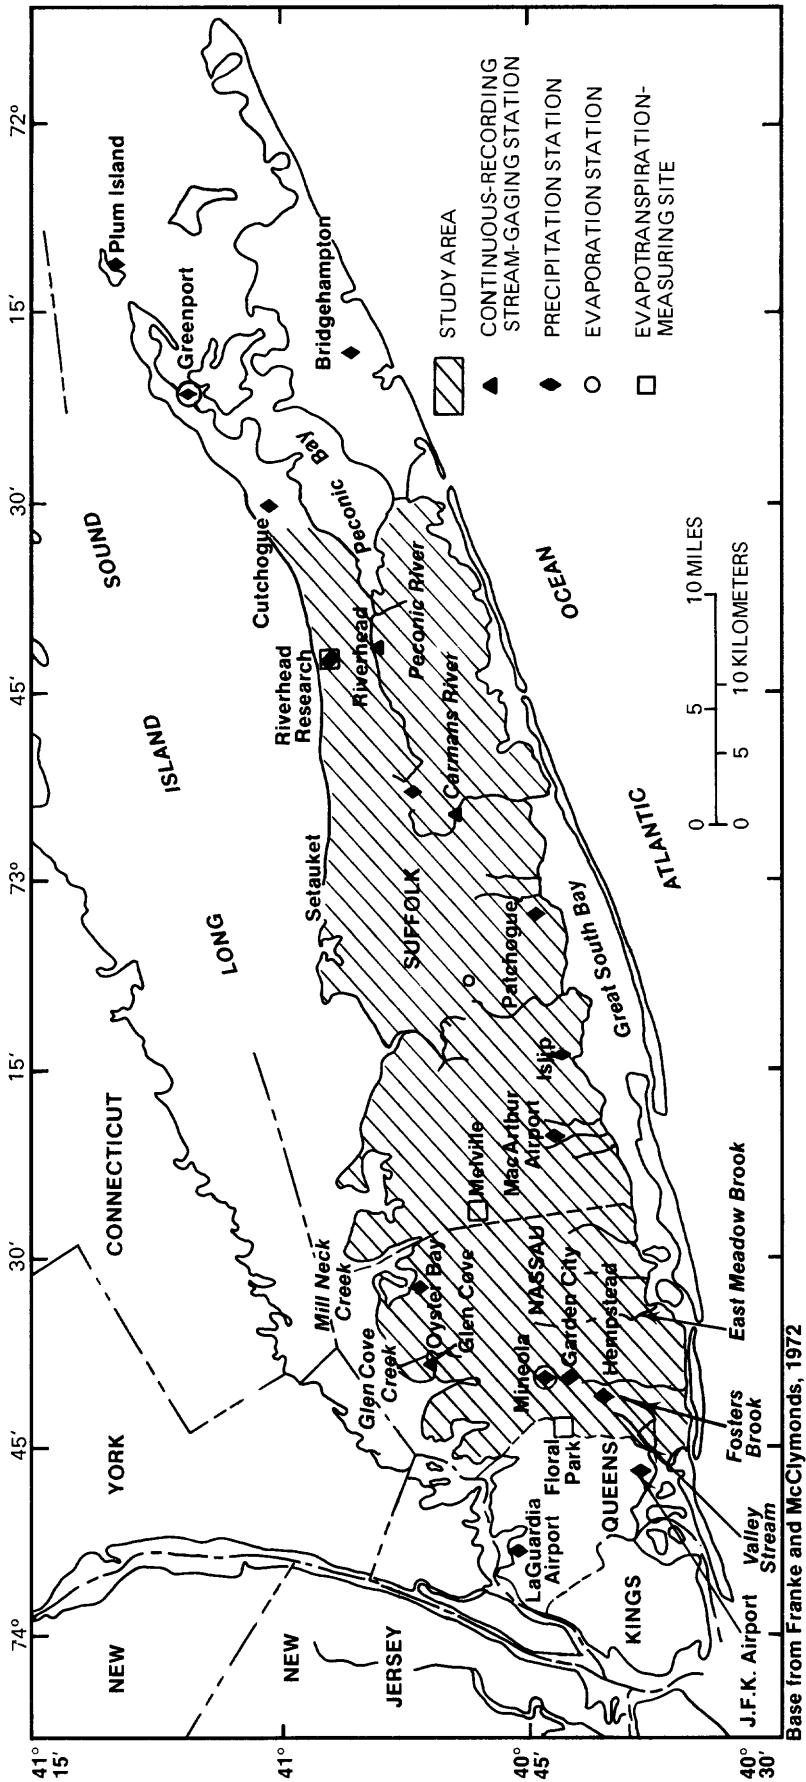 74°
45'
30'
15'
73°
45'
30'
15'
72°
41°
15'
41°
40°
45'
40°
30'
NEW
YORK
CONNECTICUT
NEW
JERSEY
LONG
ISLAND
SOUND
Plum Island
Greenport
Cutchogue
Bridgehampton
Peconic
Bay
Riverhead
Research
Riverhead
Peconic River
Carmans River
Setauket
SUFFOLK
Patchogue
Great South Bay
Islip
MacArthur
Airport
Melville
Mill Neck
Creek
Oyster Bay
Glen Cove
Glen Cove
Creek
NASSAU
Mineola
Garden City
Hempstead
Floral
Park
QUEENS
LaGuardia
Airport
KINGS
J.F.K. Airport
Valley
Stream
Fosters
Brook
East Meadow Brook
ATLANTIC
OCEAN
0 5 10 MILES
0 5 10 KILOMETERS
STUDY AREA
CONTINUOUS-RECORDING
STREAM-GAGING STATION
PRECIPITATION STATION
EVAPORATION STATION
EVAPOTRANSPIRATION-
MEASURING SITE
Base from Franke and McClymonds, 1972